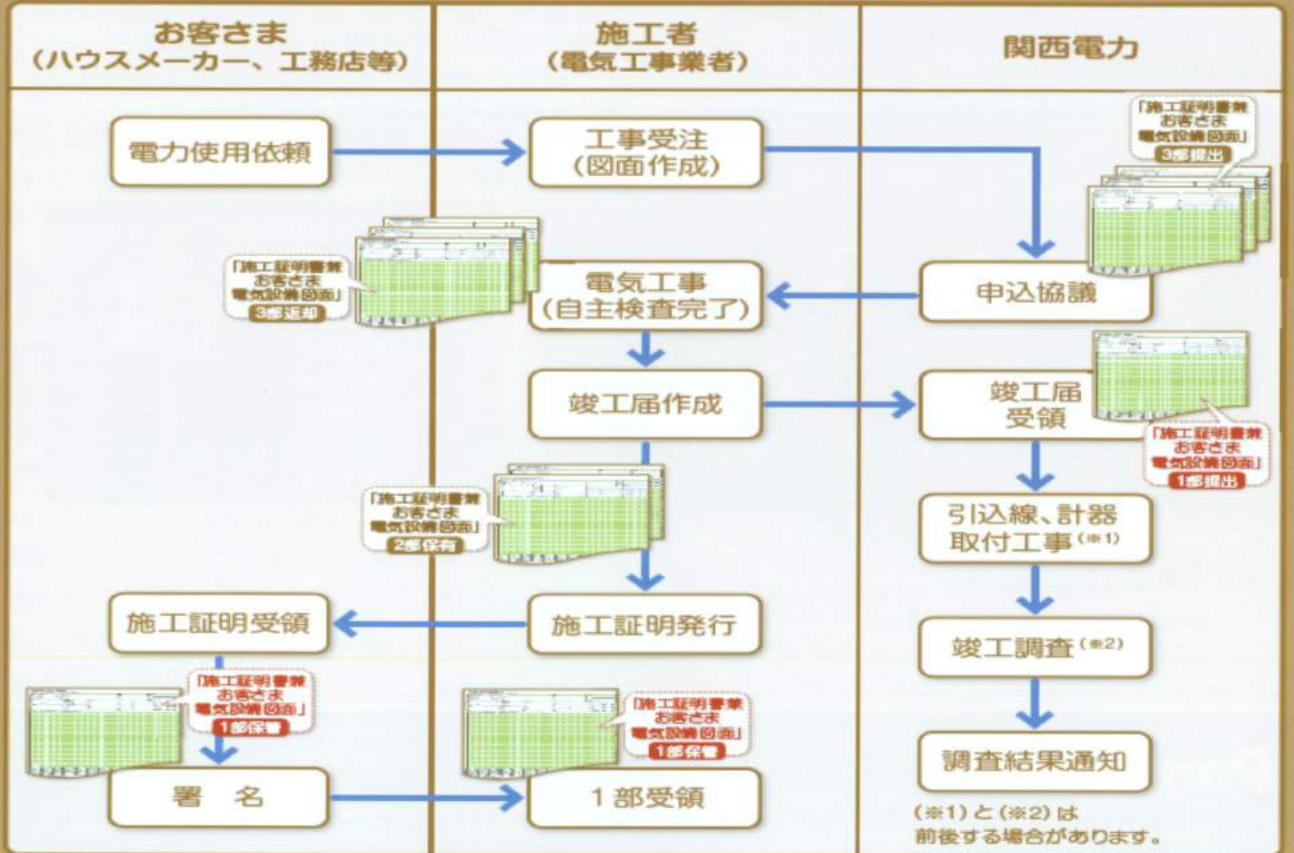 お客さま
(ハウスメーカー、工務店等)
施工者
(電気工事業者)
関西電力
電力使用依頼
工事受注
(図面作成)
「施工証明書兼
お客さま
電気設備図面」
3部提出
「施工証明書兼
お客さま
電気設備図面」
3部返却
電気工事
(自主検査完了)
申込協議
竣工届作成
竣工届
受領
「施工証明書兼
お客さま
電気設備図面」
1部提出
「施工証明書兼
お客さま
電気設備図面」
2部保有
引込線、計器
取付工事(※1)
施工証明受領
施工証明発行
竣工調査(※2)
「施工証明書兼
お客さま
電気設備図面」
1部保管
「施工証明書兼
お客さま
電気設備図面」
1部保管
調査結果通知
署 名
1部受領
(※1)と(※2)は
前後する場合があります。